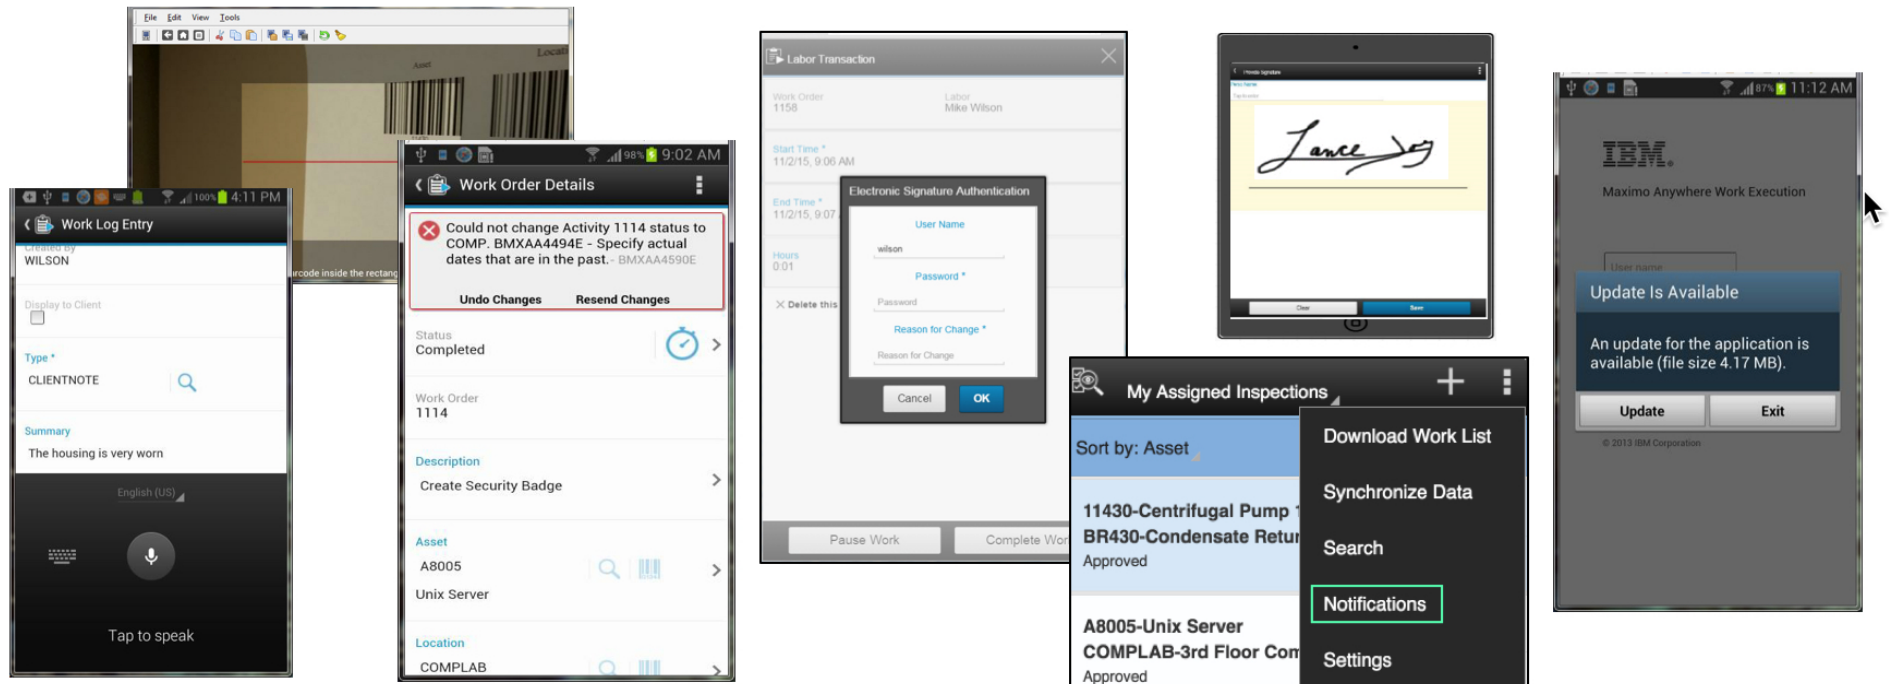 File Edit View Tools
Asset
Locati
arcode inside the rectang
4:11 PM
100%
Work Log Entry
Created By
WILSON
Display to Client
Type *
CLIENTNOTE
Summary
The housing is very worn
English (US)
Tap to speak
98% 9:02 AM
Work Order Details
Could not change Activity 1114 status to
COMP. BMXAA4494E - Specify actual
dates that are in the past. - BMXAA4590E
Undo Changes Resend Changes
Status
Completed
Work Order
1114
Description
Create Security Badge
Asset
A8005
Unix Server
Location
COMPLAB
Labor Transaction
Work Order Labor
1158 Mike Wilson
Start Time *
11/2/15, 9:06 AM
End Time *
11/2/15, 9:07
Hours
0:01
Delete this
Electronic Signature Authentication
User Name
wilson
Password *
Password
Reason for Change *
Reason for Change
Cancel OK
Pause Work Complete Wor
Provide Signature
Lance Joy
Clear Save
My Assigned Inspections
Sort by: Asset
11430-Centrifugal Pump 1
BR430-Condensate Retur
Approved
A8005-Unix Server
COMPLAB-3rd Floor Com
Approved
Download Work List
Synchronize Data
Search
Notifications
Settings
87% 11:12 AM
IBM.
Maximo Anywhere Work Execution
User name
Update Is Available
An update for the application is
available (file size 4.17 MB).
Update Exit
© 2013 IBM Corporation